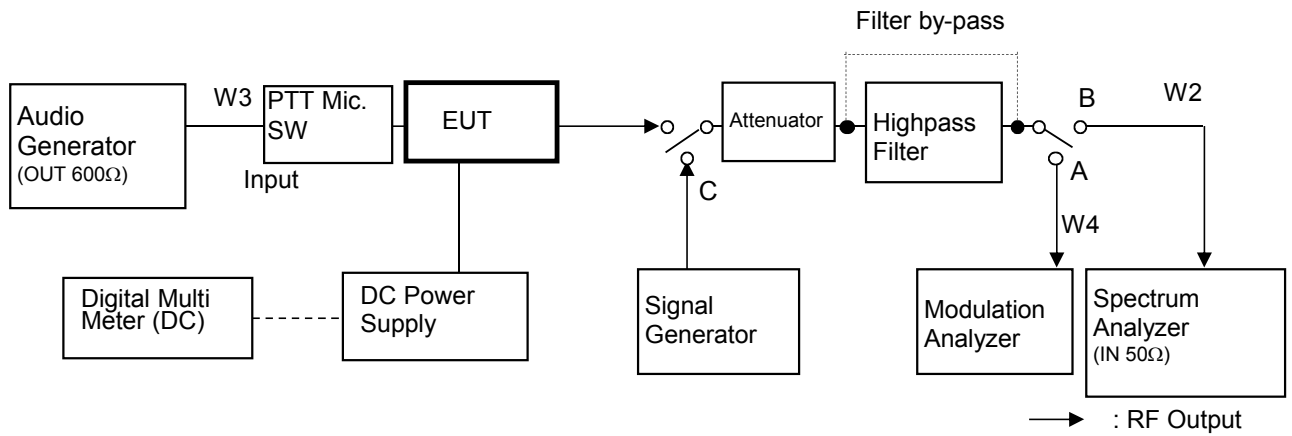 Filter by-pass
Audio
Generator
(OUT 600Ω)
W3
PTT Mic.
SW
Input
EUT
C
Attenuator
Highpass
Filter
B
A
W2
W4
Digital Multi
Meter (DC)
DC Power
Supply
Signal
Generator
Modulation
Analyzer
Spectrum
Analyzer
(IN 50Ω)
: RF Output